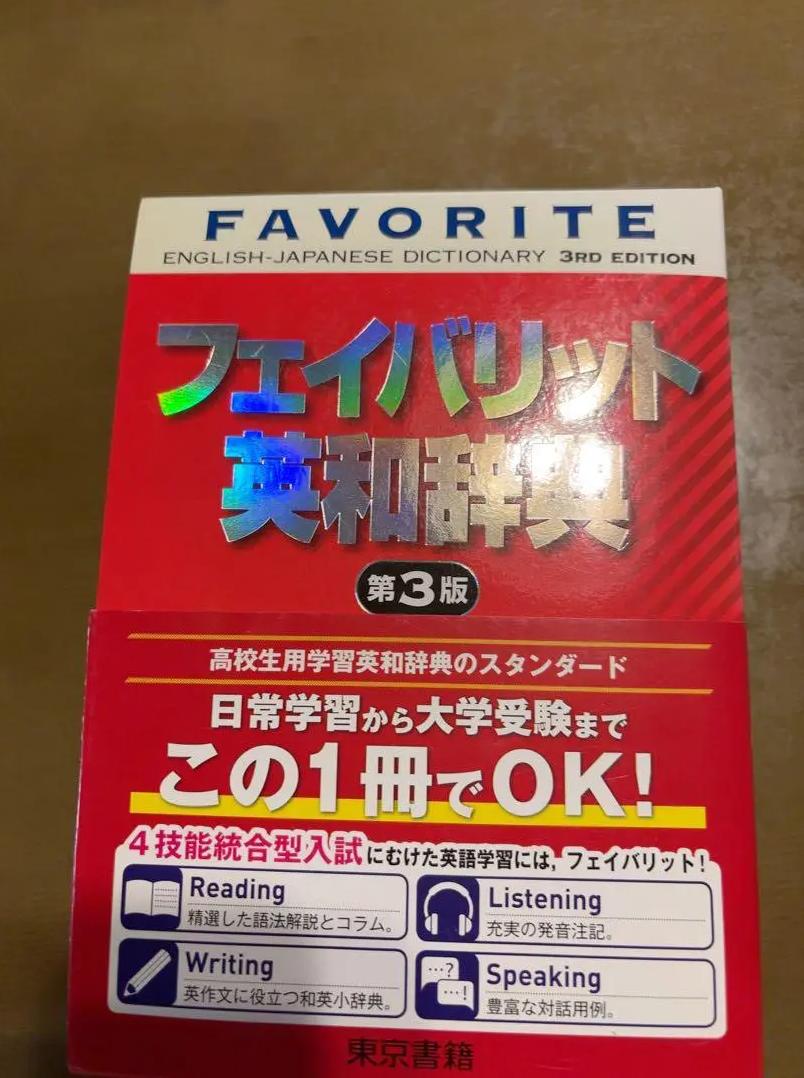 FAVORITE
ENGLISH-JAPANESE DICTIONARY 3RD EDITION
フェイバリット
英和辞典
第3版
高校生用学習英和辞典のスタンダード
日常学習から大学受験まで
この1冊でOK!
4技能統合型入試にむけた英語学習には,フェイバリット!
Reading
精選した語法解説とコラム。
Listening
充実の発音注記。
Writing
英作文に役立つ和英小辞典。
...?
...!
Speaking
豊富な対話用例。
東京書籍